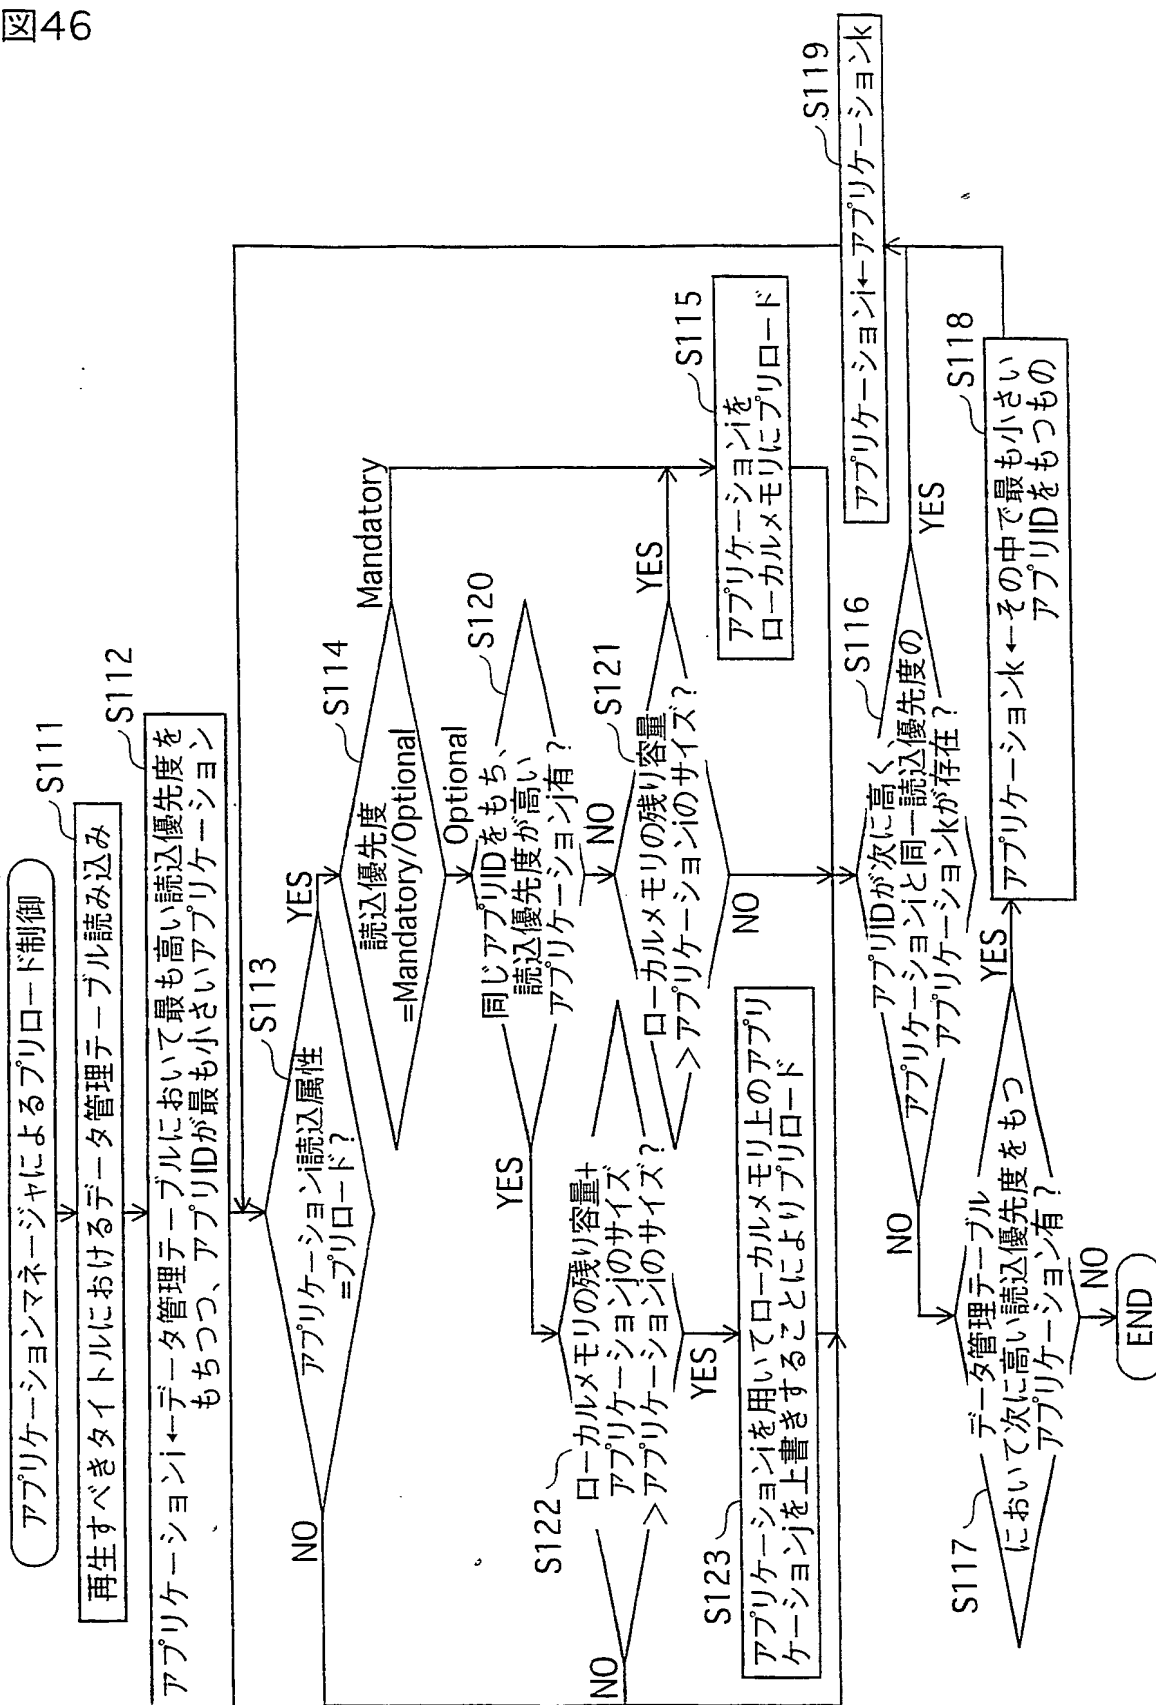 図46
アプリケーションマネージャによるプリロード制御
S111
再生すべきタイトルにおけるデータ管理テーブル読み込み
S112
アプリケーションi←データ管理テーブルにおいて最も高い読込優先度を
もちつつ、アプリIDが最も小さいアプリケーション
S113
アプリケーションi読込属性
=プリロード?
YES
NO
S114
読込優先度
=Mandatory/Optional
Mandatory
Optional
S115
アプリケーションiを
ローカルメモリにプリロード
S120
同じアプリIDをもち、
読込優先度が高い
アプリケーションj有?
YES
NO
S121
ローカルメモリの残り容量
>アプリケーションiのサイズ?
YES
NO
S122
ローカルメモリの残り容量+
アプリケーションjのサイズ
>アプリケーションiのサイズ?
YES
NO
S123
アプリケーションiを用いてローカルメモリ上のアプリ
ケーションjを上書きすることによりプリロード
S116
アプリIDが次に高く、
アプリケーションiと同一読込優先度の
アプリケーションkが存在?
YES
NO
S117
データ管理テーブル
において次に高い読込優先度をもつ
アプリケーション有?
YES
NO
S118
アプリケーションk←その中で最も小さい
アプリIDをもつもの
S119
アプリケーションi←アプリケーションk
END